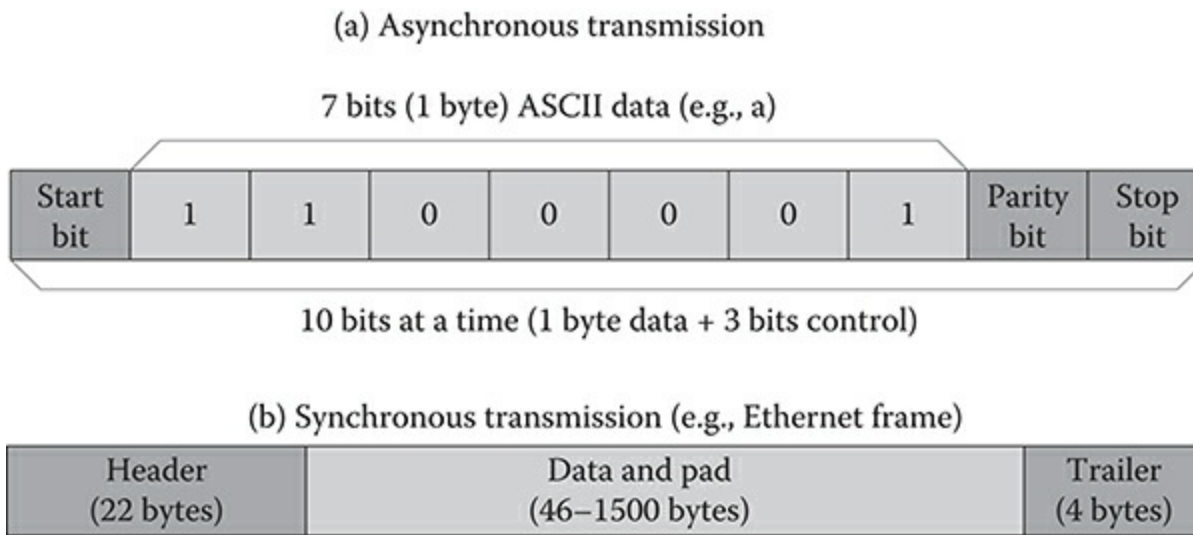 (a) Asynchronous transmission
7 bits (1 byte) ASCII data (e.g., a)
Start bit
1
1
0
0
0
0
1
Parity bit
Stop bit
10 bits at a time (1 byte data + 3 bits control)
(b) Synchronous transmission (e.g., Ethernet frame)
Header
(22 bytes)
Data and pad
(46–1500 bytes)
Trailer
(4 bytes)